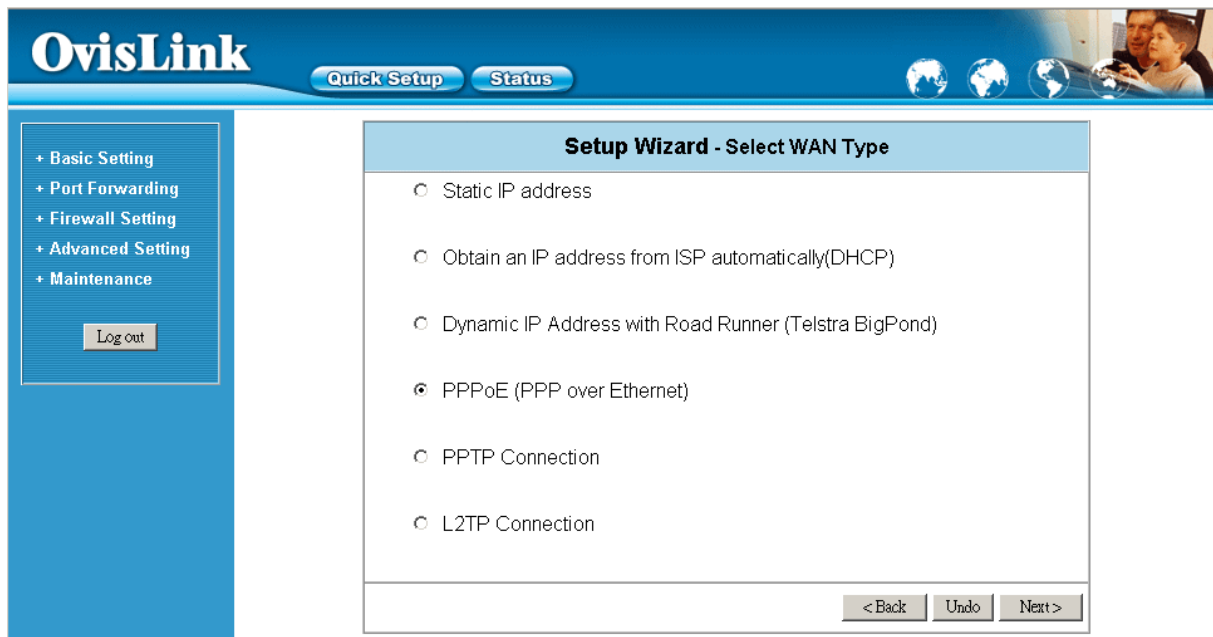 OvisLink
Quick Setup
Status
+ Basic Setting
+ Port Forwarding
+ Firewall Setting
+ Advanced Setting
+ Maintenance
Log out
Setup Wizard - Select WAN Type
Static IP address
Obtain an IP address from ISP automatically(DHCP)
Dynamic IP Address with Road Runner (Telstra BigPond)
PPPoE (PPP over Ethernet)
PPTP Connection
L2TP Connection
< Back
Undo
Next >